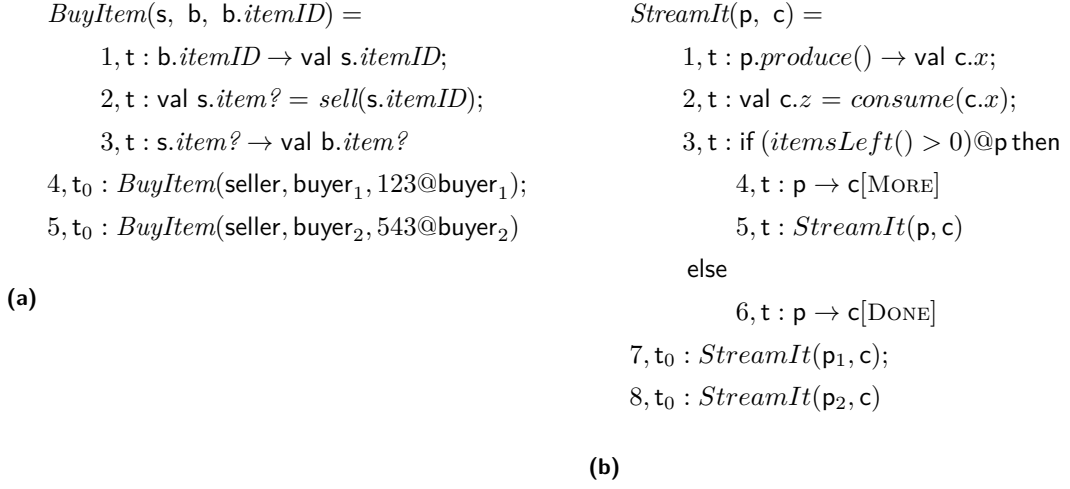 BuyItem(s, b, b.itemID) =
1, t : b.itemID → val s.itemID;
2, t : val s.item? = sell(s.itemID);
3, t : s.item? → val b.item?
4, t₀ : BuyItem(seller, buyer₁, 123@buyer₁);
5, t₀ : BuyItem(seller, buyer₂, 543@buyer₂)
(a)
StreamIt(p, c) =
1, t : p.produce() → val c.x;
2, t : val c.z = consume(c.x);
3, t : if (itemsLeft() > 0)@p then
4, t : p → c[More]
5, t : StreamIt(p, c)
else
6, t : p → c[Done]
7, t₀ : StreamIt(p₁, c);
8, t₀ : StreamIt(p₂, c)
(b)